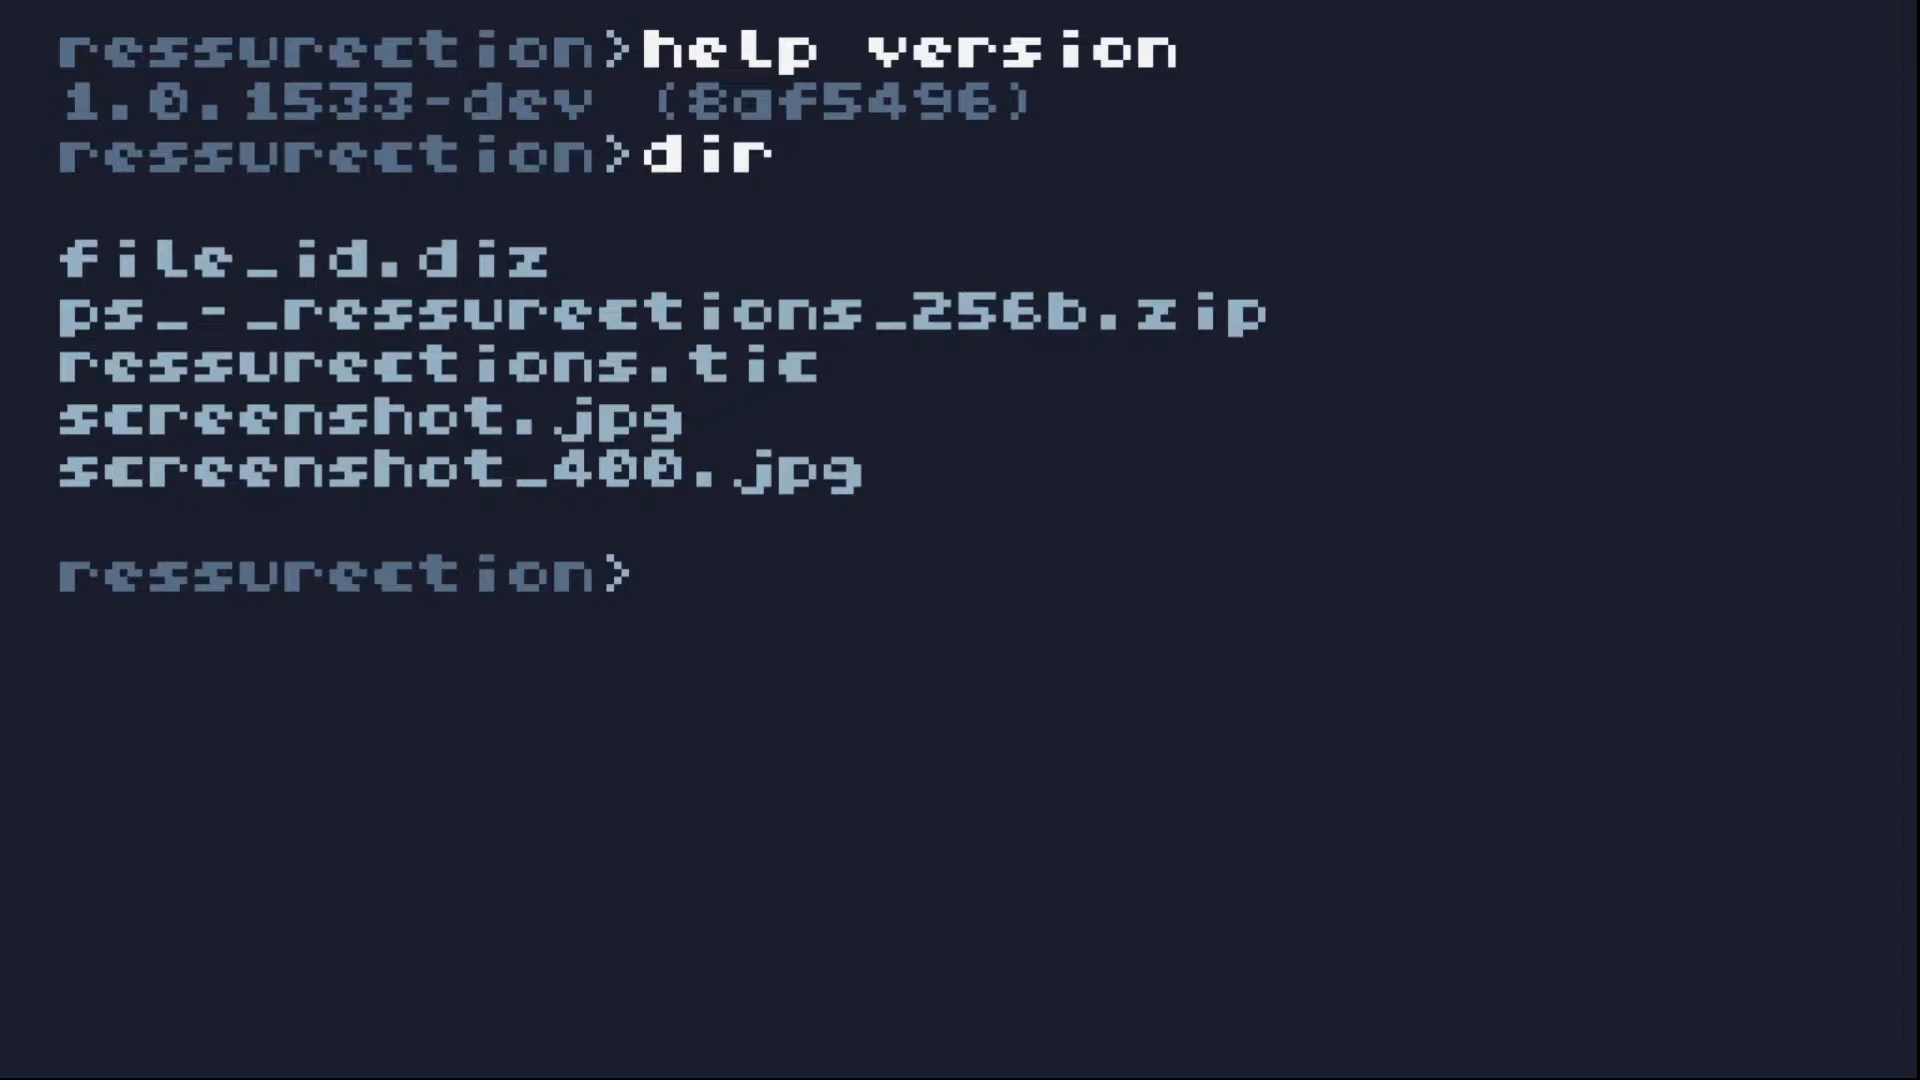 ressurection>help version
1.0.1533-dev (8af5496)
ressurection>dir
file_id.diz
ps_-_ressurections_256b.zip
ressurections.tic
screenshot.jpg
screenshot_400.jpg
ressurection>